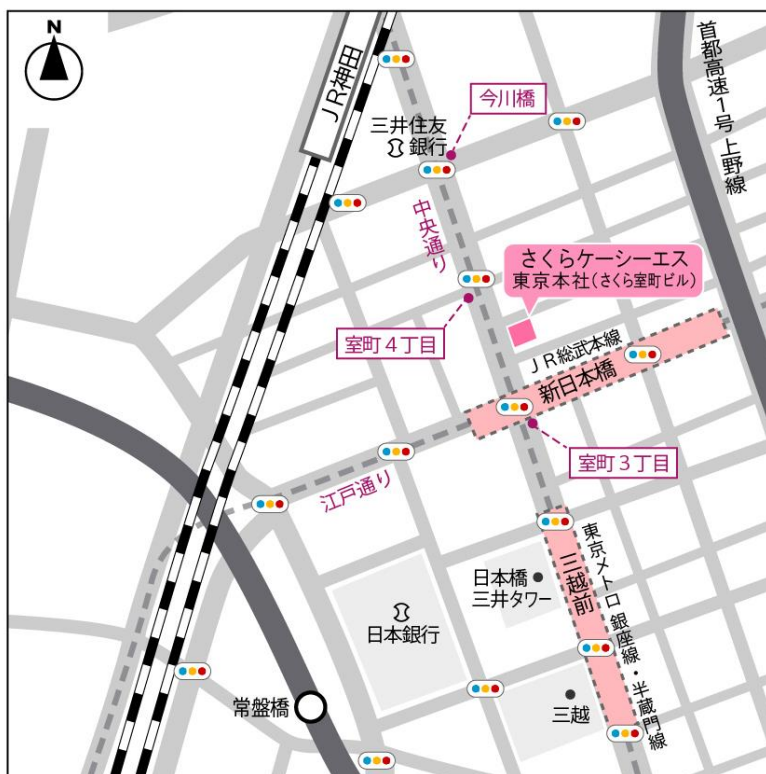 N
JR神田
今川橋
首都高速1号 上野線
三井住友
銀行
中央通り
さくらケーシーエス
東京本社(さくら室町ビル)
室町4丁目
JR総武本線
新日本橋
室町3丁目
江戸通り
三越前
東京メトロ 銀座線・半蔵門線
日本橋
三井タワー
日本銀行
常盤橋
三越